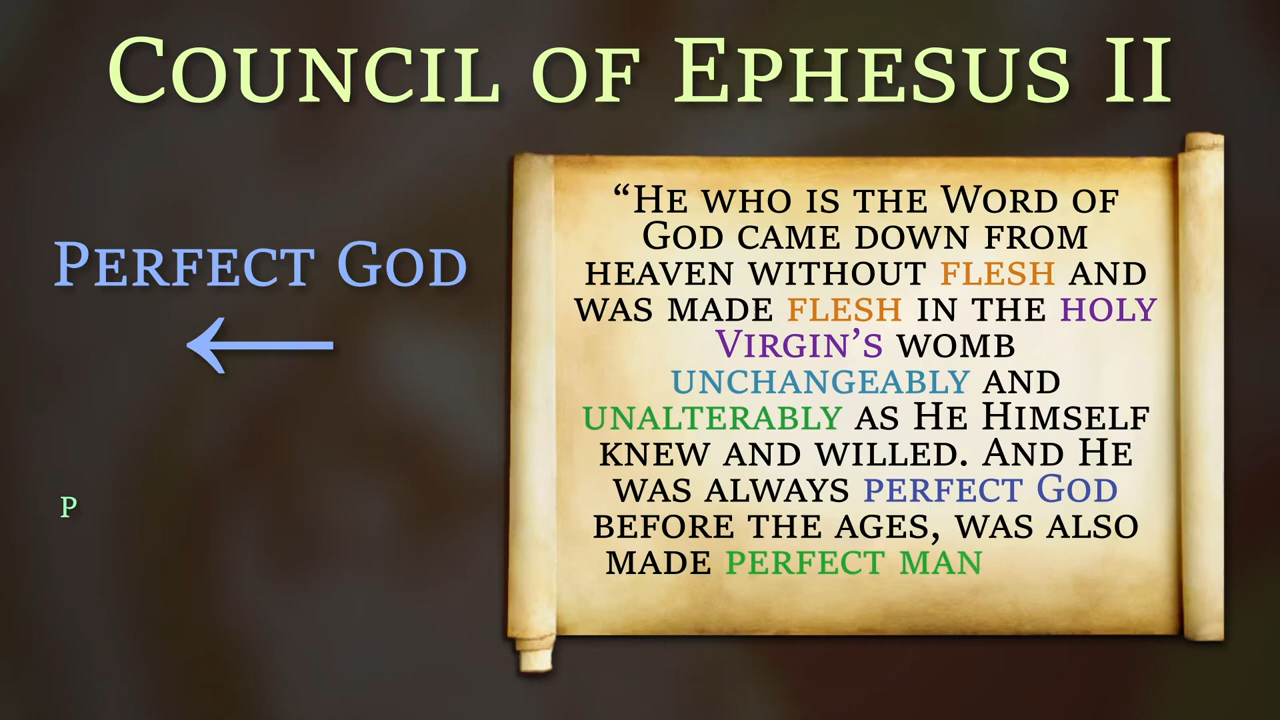 Council of Ephesus II
Perfect God
←
P
“He who is the Word of
God came down from
heaven without flesh and
was made flesh in the holy
Virgin’s womb
unchangeably and
unalterably as He Himself
knew and willed. And He
was always perfect God
before the ages, was also
made perfect man